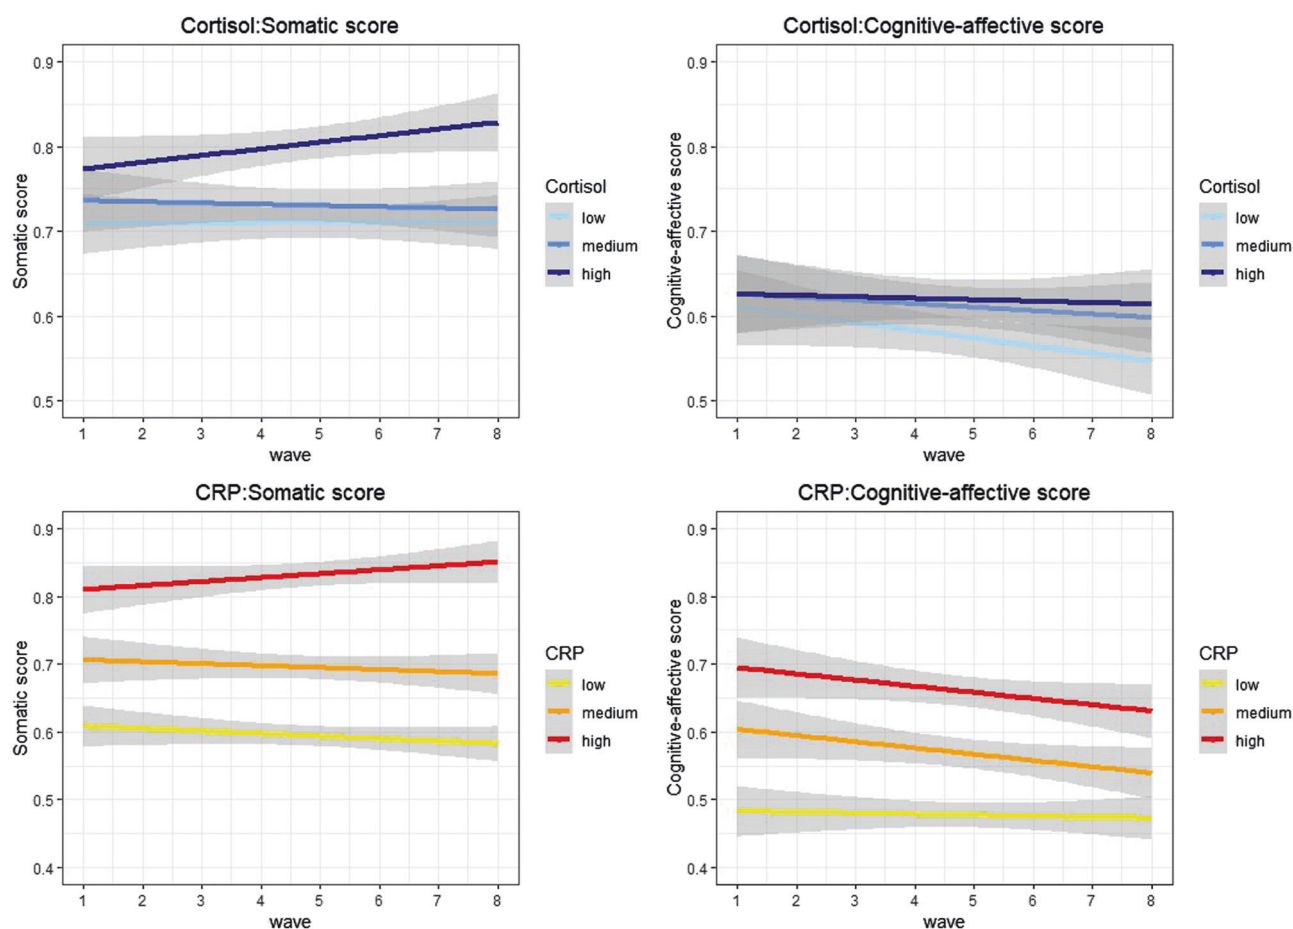 Cortisol:Somatic score
Somatic score
0.9
0.8
0.7
0.6
0.5
1 2 3 4 5 6 7 8
wave
Cortisol
low
medium
high
Cortisol:Cognitive-affective score
Cognitive-affective score
0.9
0.8
0.7
0.6
0.5
1 2 3 4 5 6 7 8
wave
Cortisol
low
medium
high
CRP:Somatic score
Somatic score
0.9
0.8
0.7
0.6
0.5
0.4
1 2 3 4 5 6 7 8
wave
CRP
low
medium
high
CRP:Cognitive-affective score
Cognitive-affective score
0.9
0.8
0.7
0.6
0.5
0.4
1 2 3 4 5 6 7 8
wave
CRP
low
medium
high